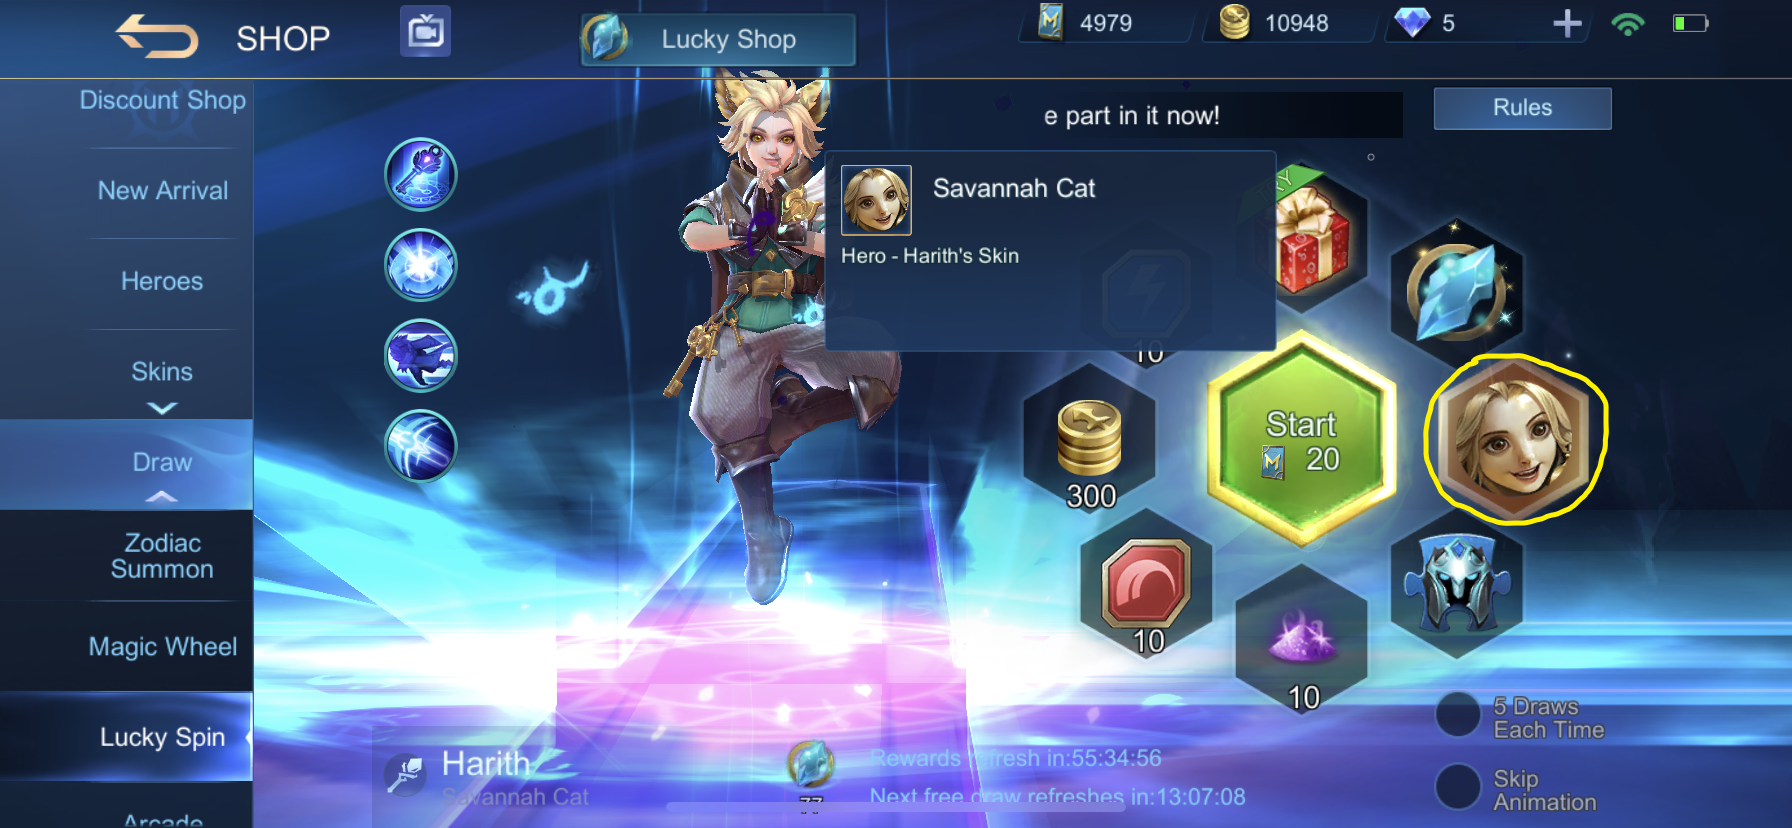 SHOP
Lucky Shop
4979
10948
5
Discount Shop
New Arrival
Heroes
Skins
Draw
Zodiac
Summon
Magic Wheel
Lucky Spin
Arcade
e part in it now!
Rules
Savannah Cat
Hero - Harith's Skin
10
Start
20
300
10
10
5 Draws
Each Time
Skip
Animation
Harith
Savannah Cat
77
Rewards refresh in:55:34:56
Next free draw refreshes in:13:07:08